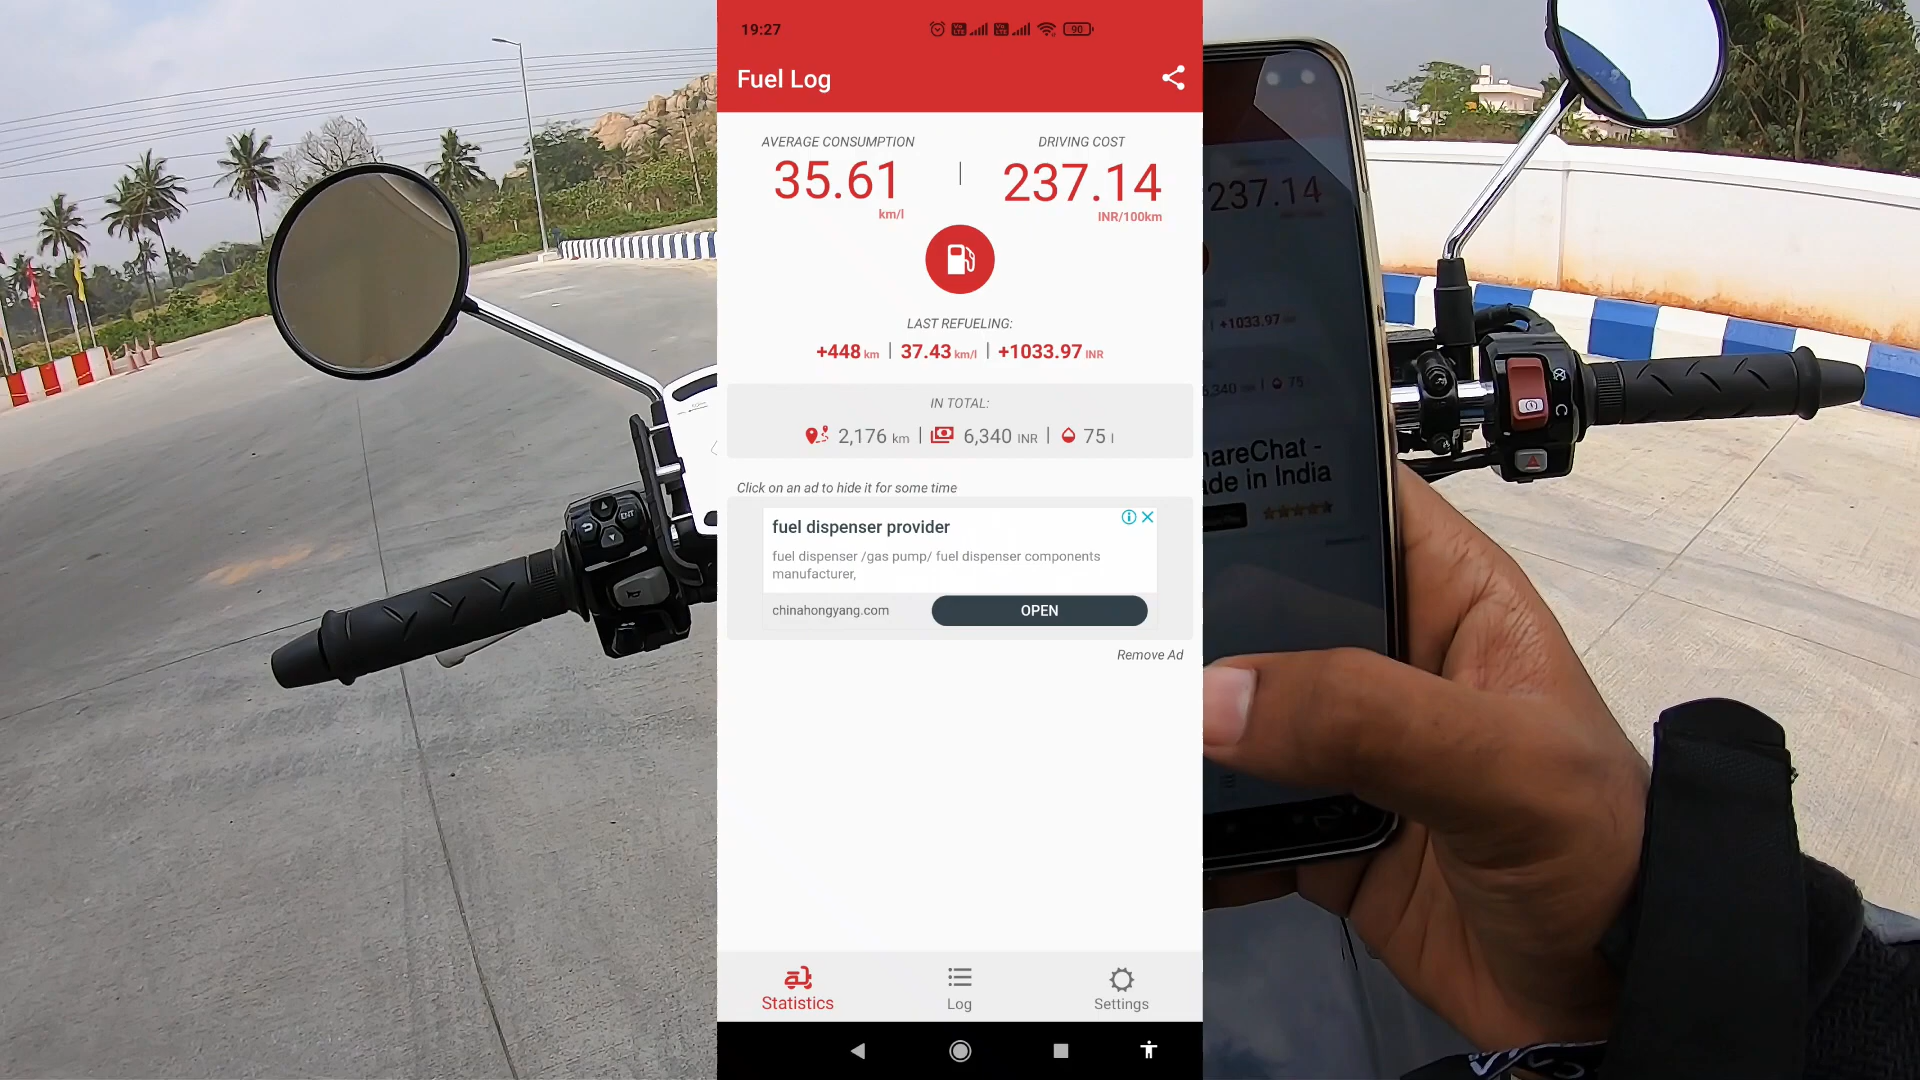 19:27
90
Fuel Log
AVERAGE CONSUMPTION
35.61
km/l
DRIVING COST
237.14
INR/100km
LAST REFUELING:
+448 km | 37.43 km/l | +1033.97 INR
IN TOTAL:
2,176 km | 6,340 INR | 75 l
Click on an ad to hide it for some time
fuel dispenser provider
fuel dispenser /gas pump/ fuel dispenser components
manufacturer,
chinahongyang.com
OPEN
Remove Ad
Statistics
Log
Settings
ENT
237.14
+1033.97
75
hareChat -
ade in India